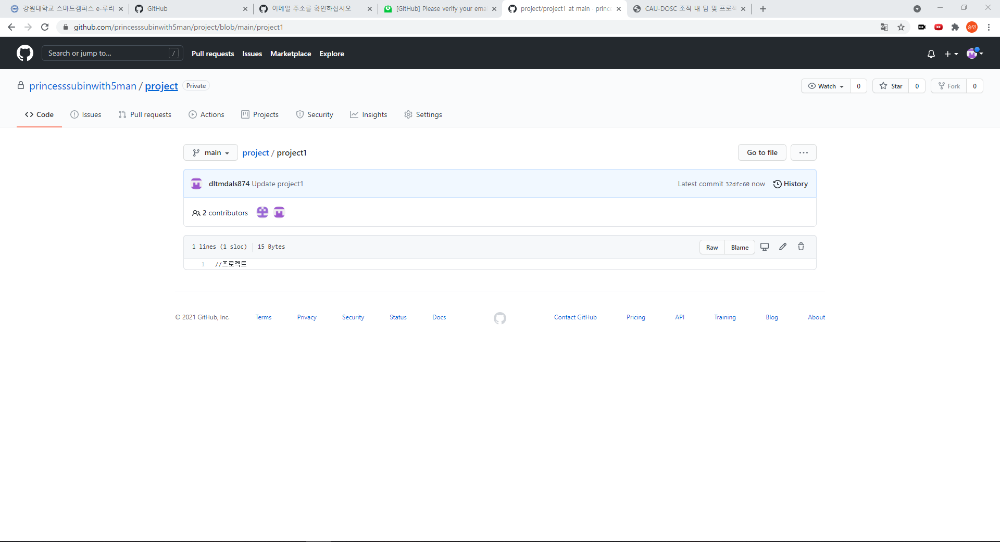 강원대학교 스마트캠퍼스 e-루리
GitHub
이메일 주소를 확인하십시오
[GitHub] Please verify your ema
project/project1 at main · prince
CAU-DOSC 조직 내 팀 및 프로젝
github.com/princesssubinwith5man/project/blob/main/project1
승민
Search or jump to... /
Pull requests Issues Marketplace Explore
princesssubinwith5man / project Private
Watch 0 Star 0 Fork 0
Code Issues Pull requests Actions Projects Security Insights Settings
main project / project1 Go to file ...
dltmdals874 Update project1 Latest commit 32dfc60 now History
2 contributors
1 lines (1 sloc) 15 Bytes Raw Blame
1 //프로젝트
© 2021 GitHub, Inc. Terms Privacy Security Status Docs Contact GitHub Pricing API Training Blog About